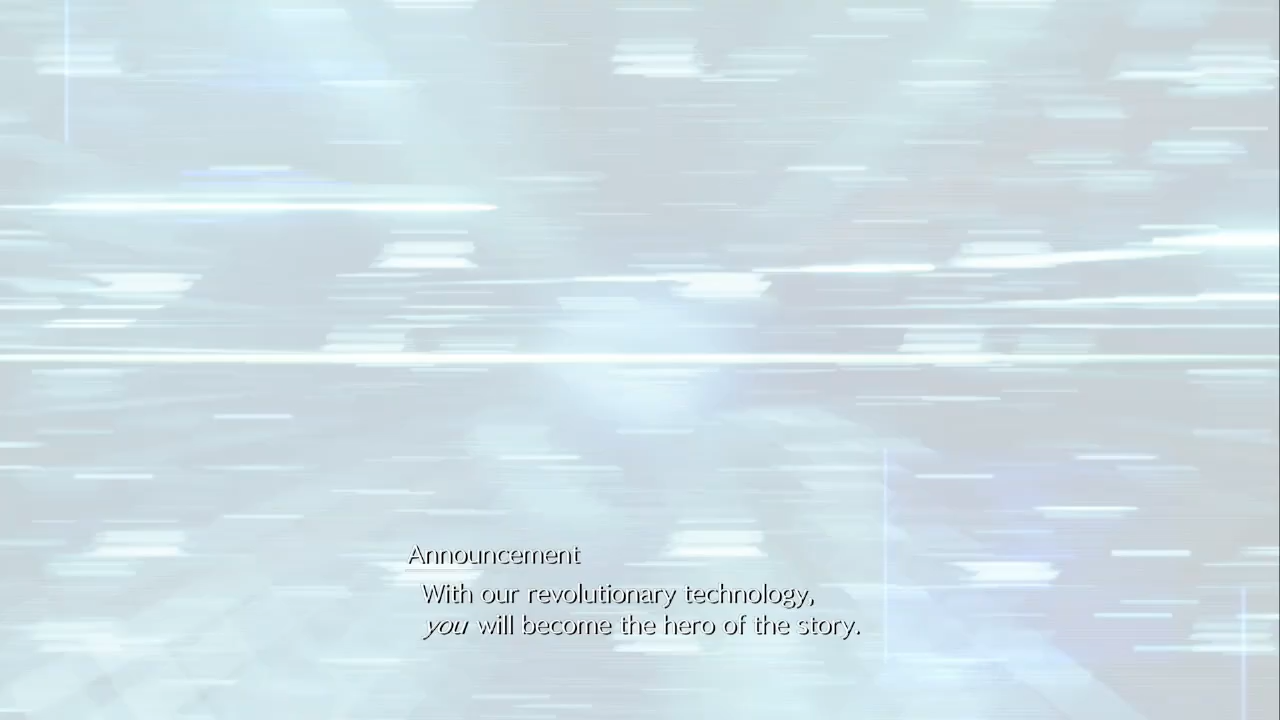 Announcement
With our revolutionary technology,
you will become the hero of the story.